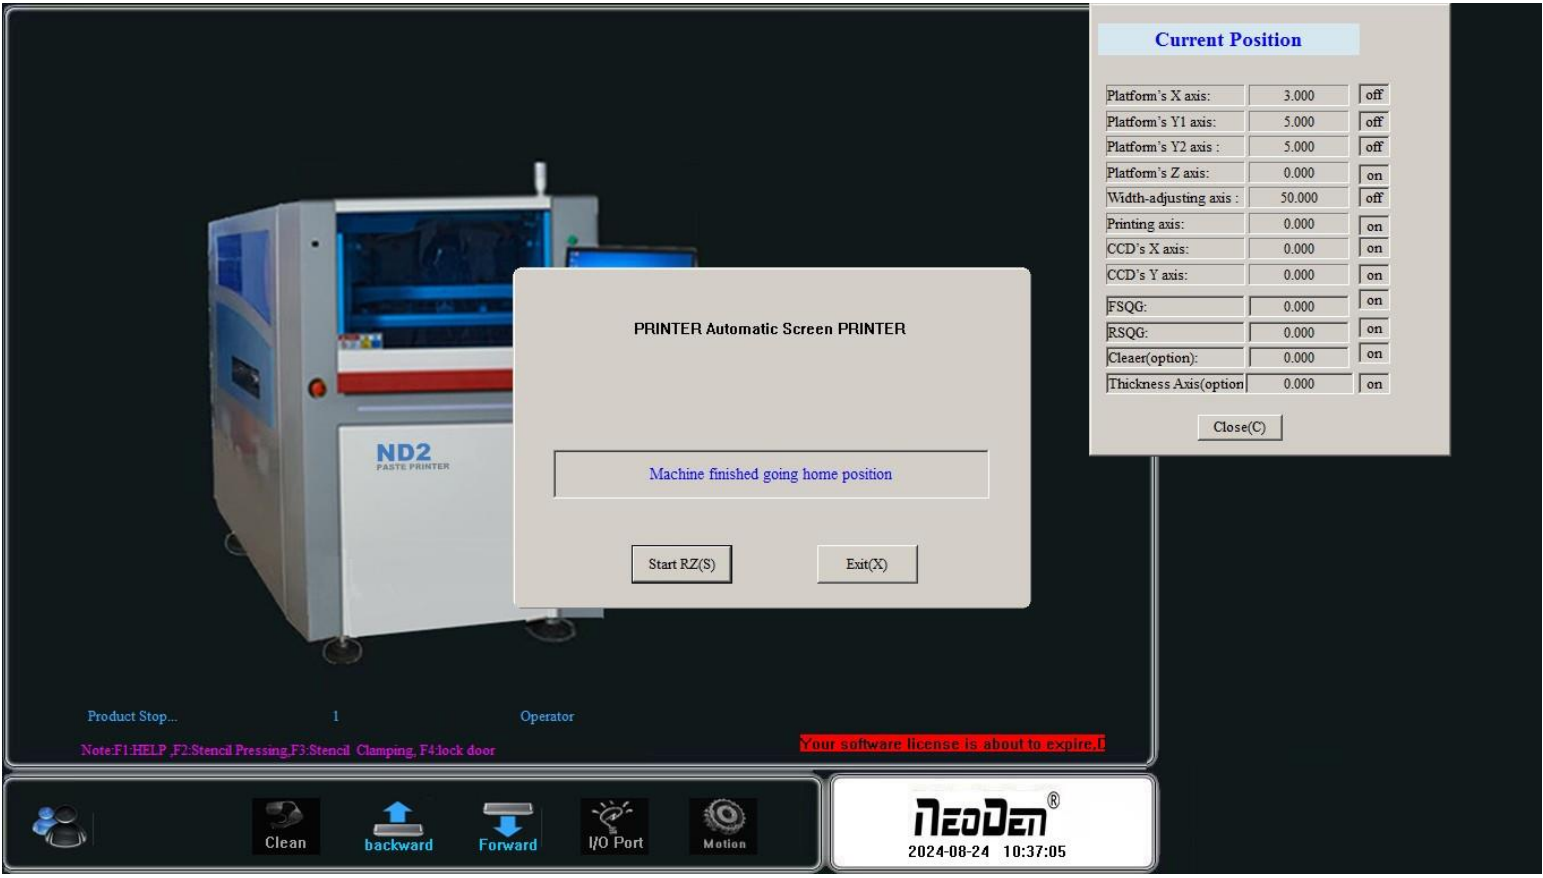 Current Position
Platform's X axis: 3.000 off
Platform's Y1 axis: 5.000 off
Platform's Y2 axis : 5.000 off
Platform's Z axis: 0.000 on
Width-adjusting axis : 50.000 off
Printing axis: 0.000 on
CCD's X axis: 0.000 on
CCD's Y axis: 0.000 on
FSQG: 0.000 on
RSQG: 0.000 on
Cleaer(option): 0.000 on
Thickness Axis(option 0.000 on
Close(C)
PRINTER Automatic Screen PRINTER
Machine finished going home position
Start RZ(S) Exit(X)
ND2
PASTE PRINTER
Product Stop... 1 Operator
Note:F1:HELP ,F2:Stencil Pressing,F3:Stencil Clamping, F4:lock door
Your software license is about to expire,
Clean backward Forward I/O Port Motion
NEODEN®
2024-08-24 10:37:05